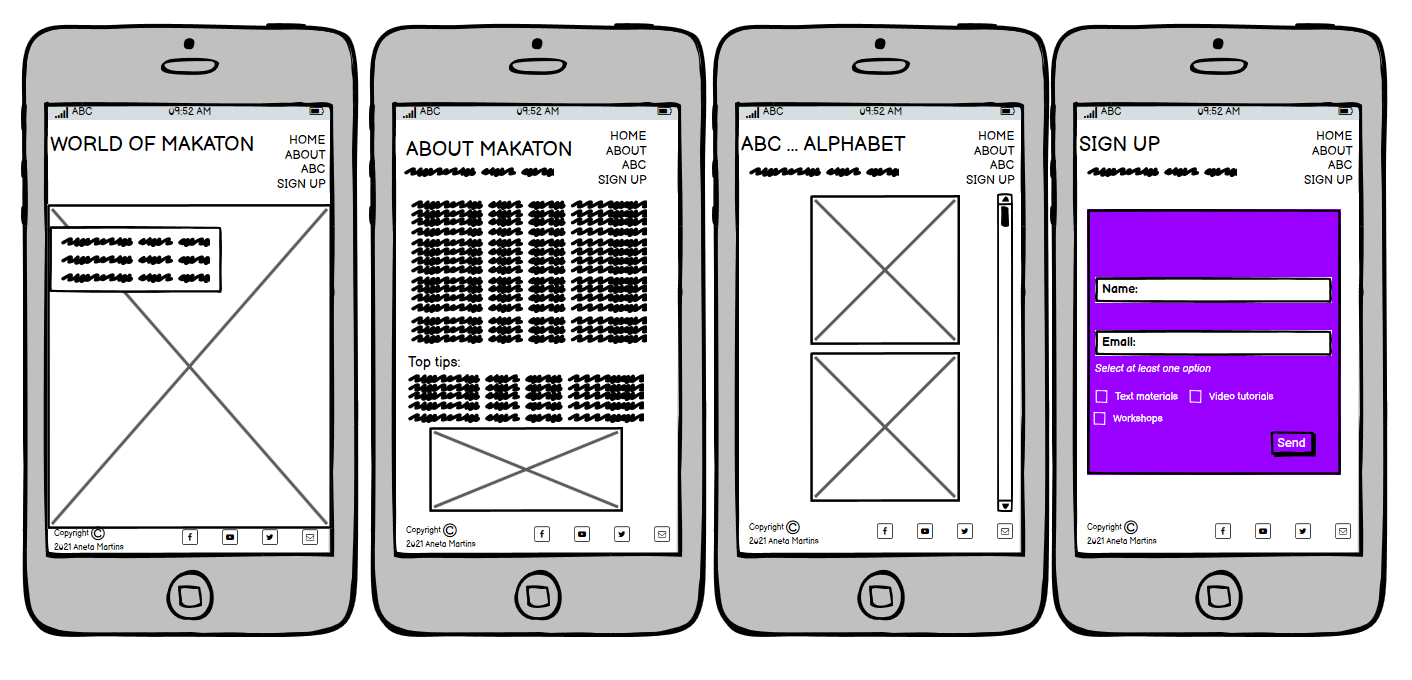 ABC 09:52 AM
WORLD OF MAKATON
HOME
ABOUT
ABC
SIGN UP
Copyright ©
2021 Aneta Martins
ABC 09:52 AM
ABOUT MAKATON
HOME
ABOUT
ABC
SIGN UP
Top tips:
Copyright ©
2021 Aneta Martins
ABC 09:52 AM
ABC ... ALPHABET
HOME
ABOUT
ABC
SIGN UP
Copyright ©
2021 Aneta Martins
ABC 09:52 AM
SIGN UP
HOME
ABOUT
ABC
SIGN UP
Name:
Email:
Select at least one option
Text materials Video tutorials
Workshops
Send
Copyright ©
2021 Aneta Martins